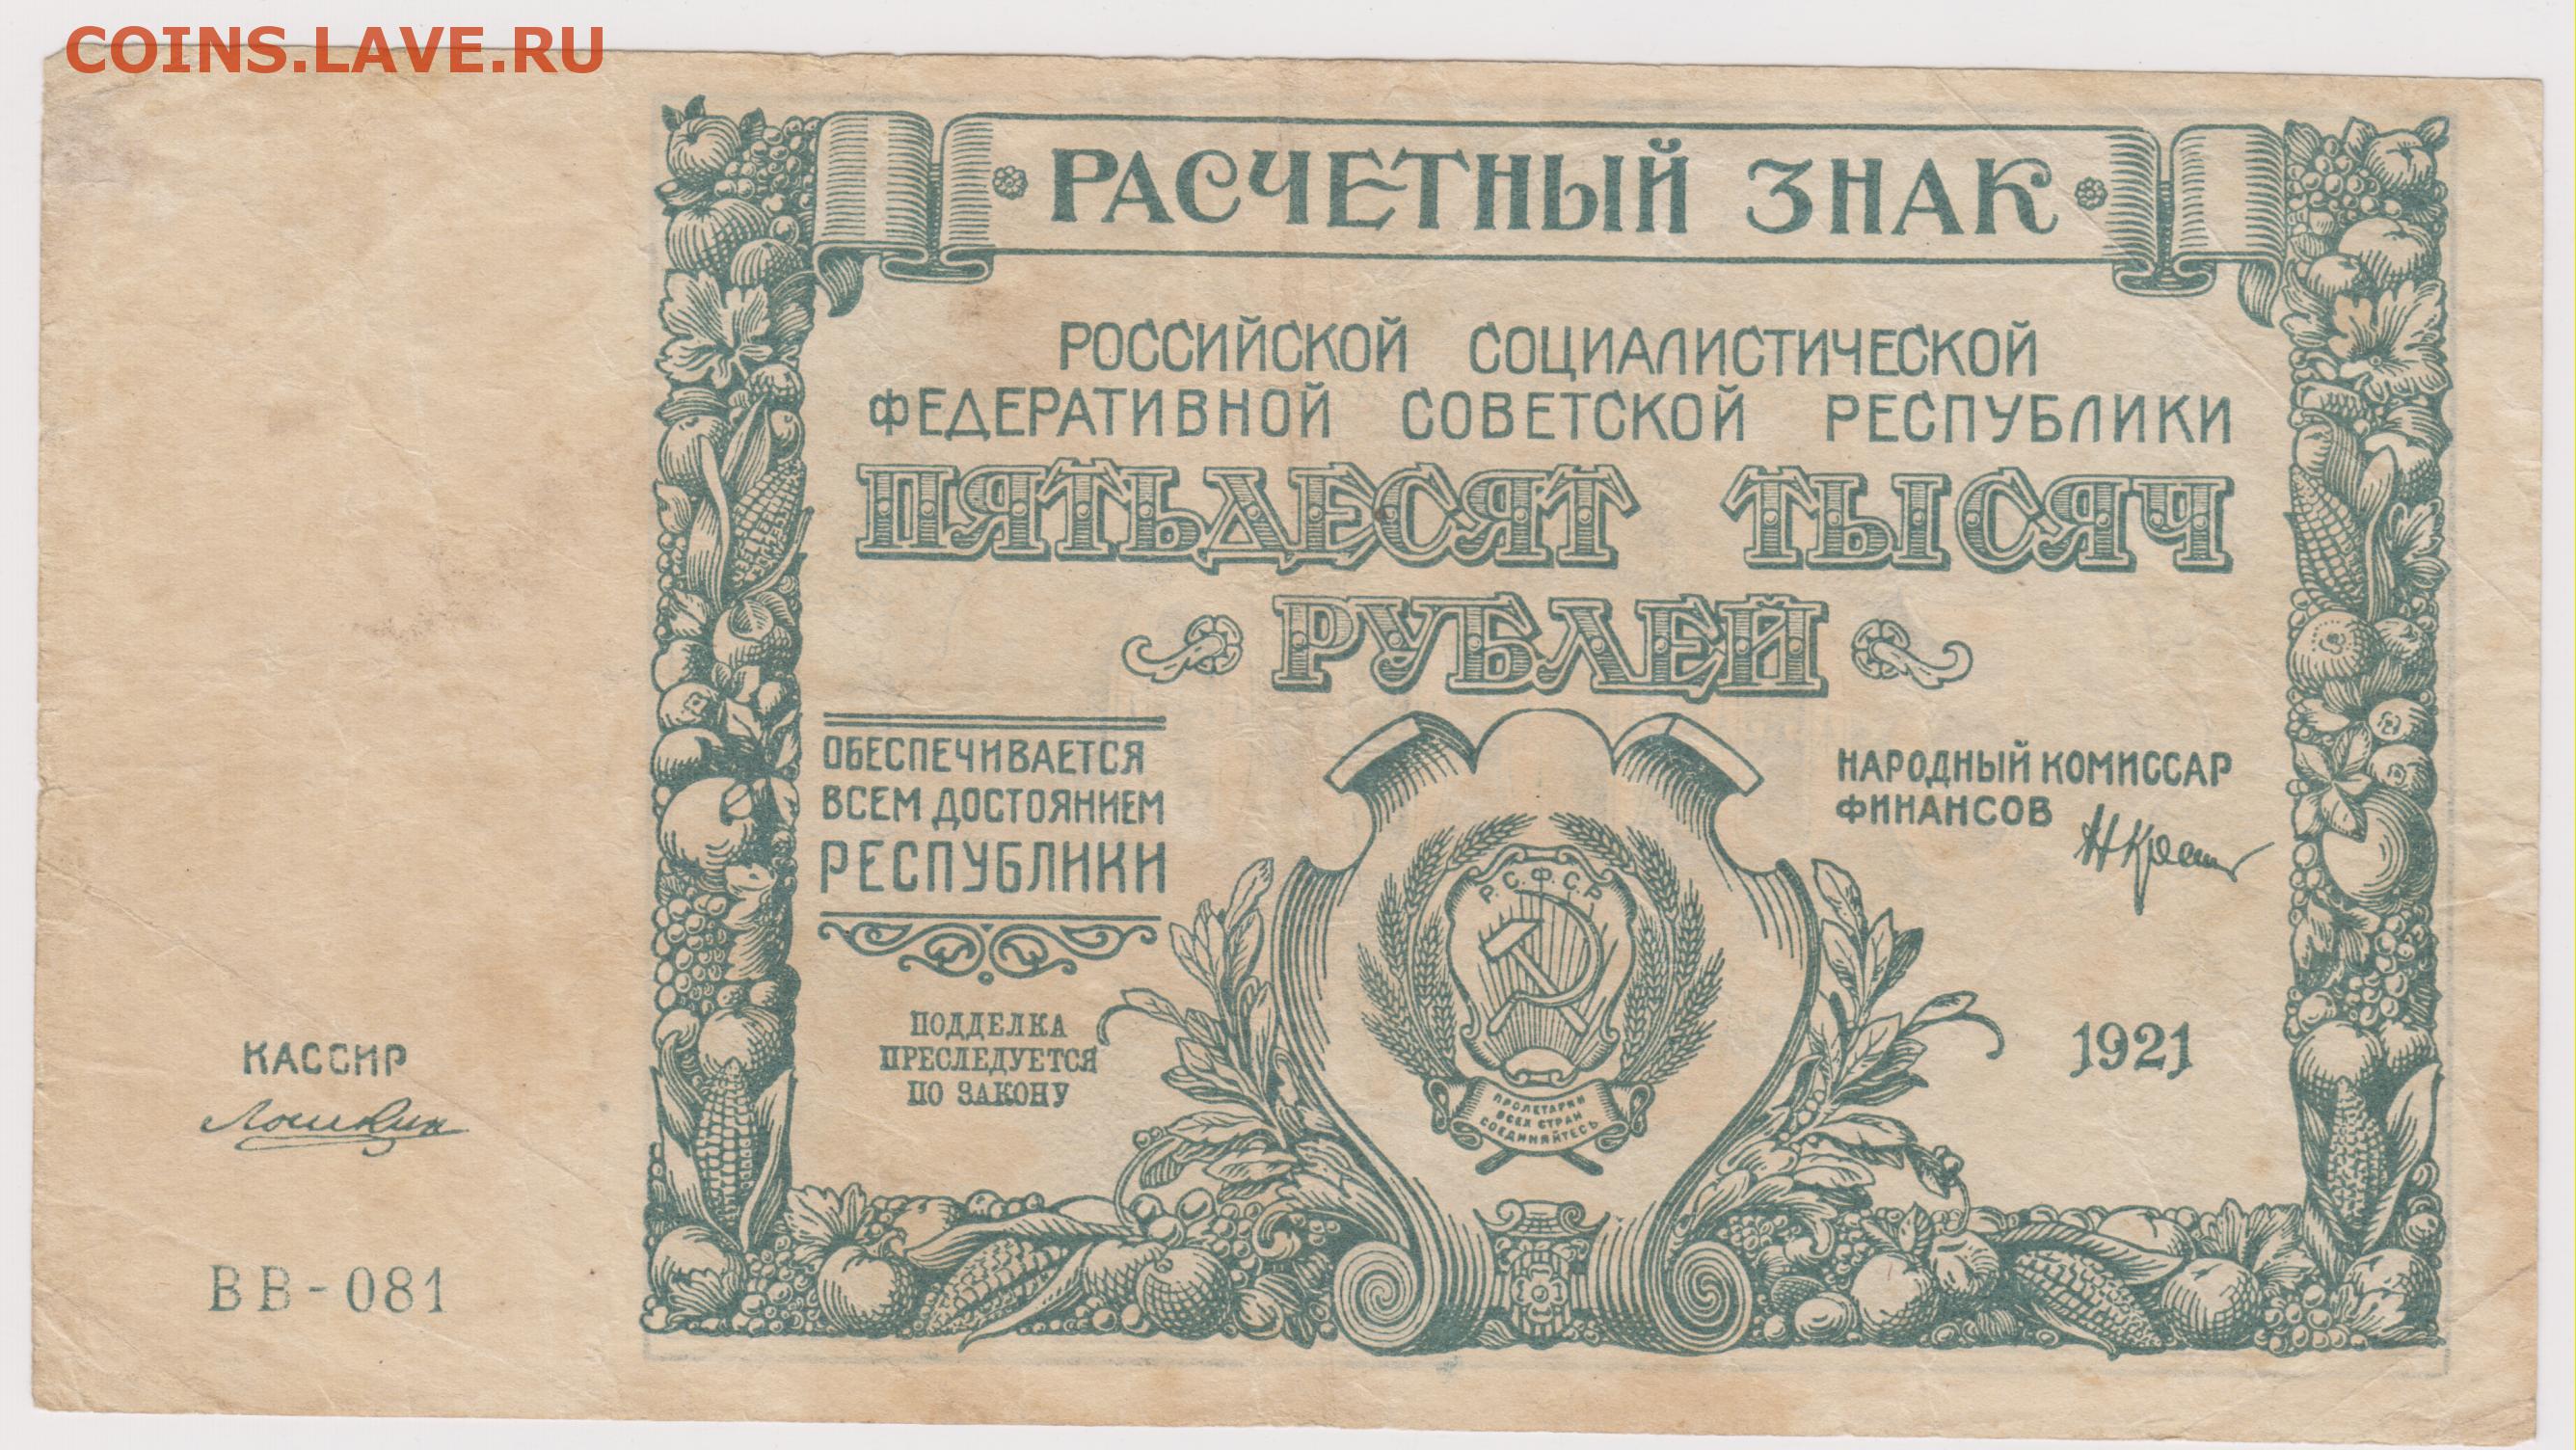 COINS.LAVE.RU
РАСЧЕТНЫЙ ЗНАК
РОССИЙСКОЙ СОЦИАЛИСТИЧЕСКОЙ
ФЕДЕРАТИВНОЙ СОВЕТСКОЙ РЕСПУБЛИКИ
ПЯТЬДЕСЯТ ТЫСЯЧ
РУБЛЕЙ
ОБЕСПЕЧИВАЕТСЯ
ВСЕМ ДОСТОЯНИЕМ
РЕСПУБЛИКИ
ПОДДЕЛКА
ПРЕСЛЕДУЕТСЯ
ПО ЗАКОНУ
Р.С.Ф.С.Р.
ПРОЛЕТАРИИ
ВСЕХ СТРАН
СОЕДИНЯЙТЕСЬ
НАРОДНЫЙ КОМИССАР
ФИНАНСОВ
1921
КАССИР
ВВ-081